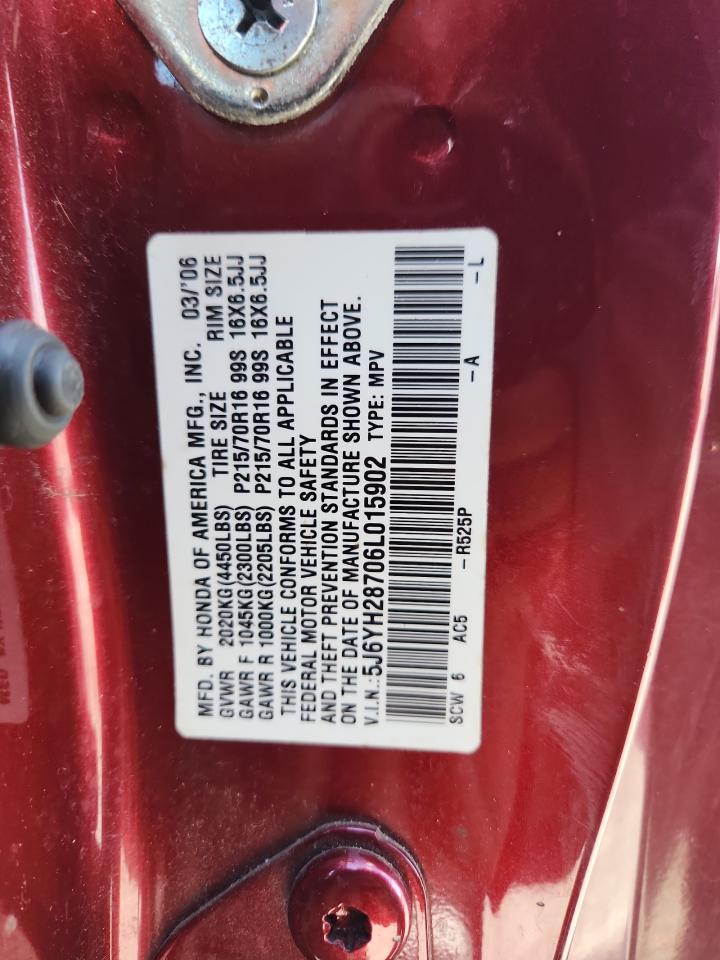 MFD. BY HONDA OF AMERICA MFG., INC. 03/'06
GVWR 2020KG(4450LBS) TIRE SIZE RIM SIZE
GAWR F 1045KG(2300LBS) P215/70R16 99S 16X6.5JJ
GAWR R 1000KG(2205LBS) P215/70R16 99S 16X6.5JJ
THIS VEHICLE CONFORMS TO ALL APPLICABLE
FEDERAL MOTOR VEHICLE SAFETY
AND THEFT PREVENTION STANDARDS IN EFFECT
ON THE DATE OF MANUFACTURE SHOWN ABOVE.
V.I.N.:5J6YH28706L015902 TYPE: MPV
SCW 6 AC5 -R525P -A -L